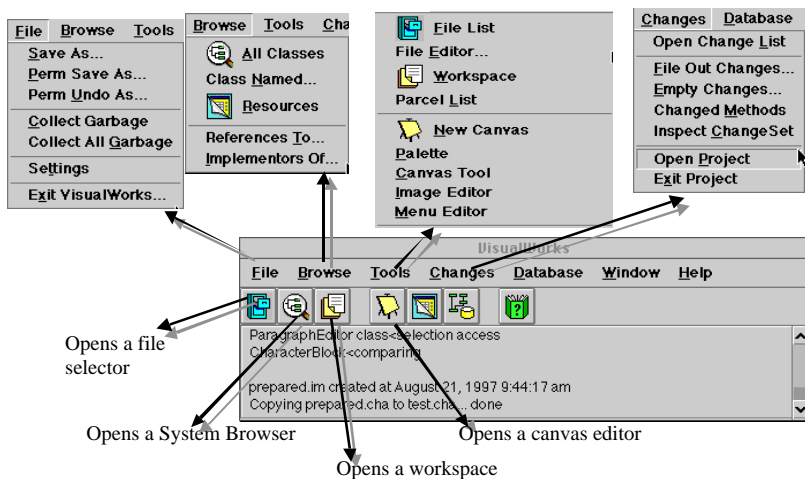 File Browse Tools
Save As...
Perm Save As...
Perm Undo As...
Collect Garbage
Collect All Garbage
Settings
Exit VisualWorks...
Browse Tools Cha
All Classes
Class Named...
Resources
References To...
Implementors Of...
File List
File Editor...
Workspace
Parcel List
New Canvas
Palette
Canvas Tool
Image Editor
Menu Editor
Changes Database
Open Change List
File Out Changes...
Empty Changes...
Changed Methods
Inspect ChangeSet
Open Project
Exit Project
VisualWorks
File Browse Tools Changes Database Window Help
ParagraphEditor class<selection access
CharacterBlock<comparing
prepared.im created at August 21, 1997 9:44:17 am
Copying prepared.cha to test.cha... done
Opens a file
selector
Opens a System Browser
Opens a canvas editor
Opens a workspace